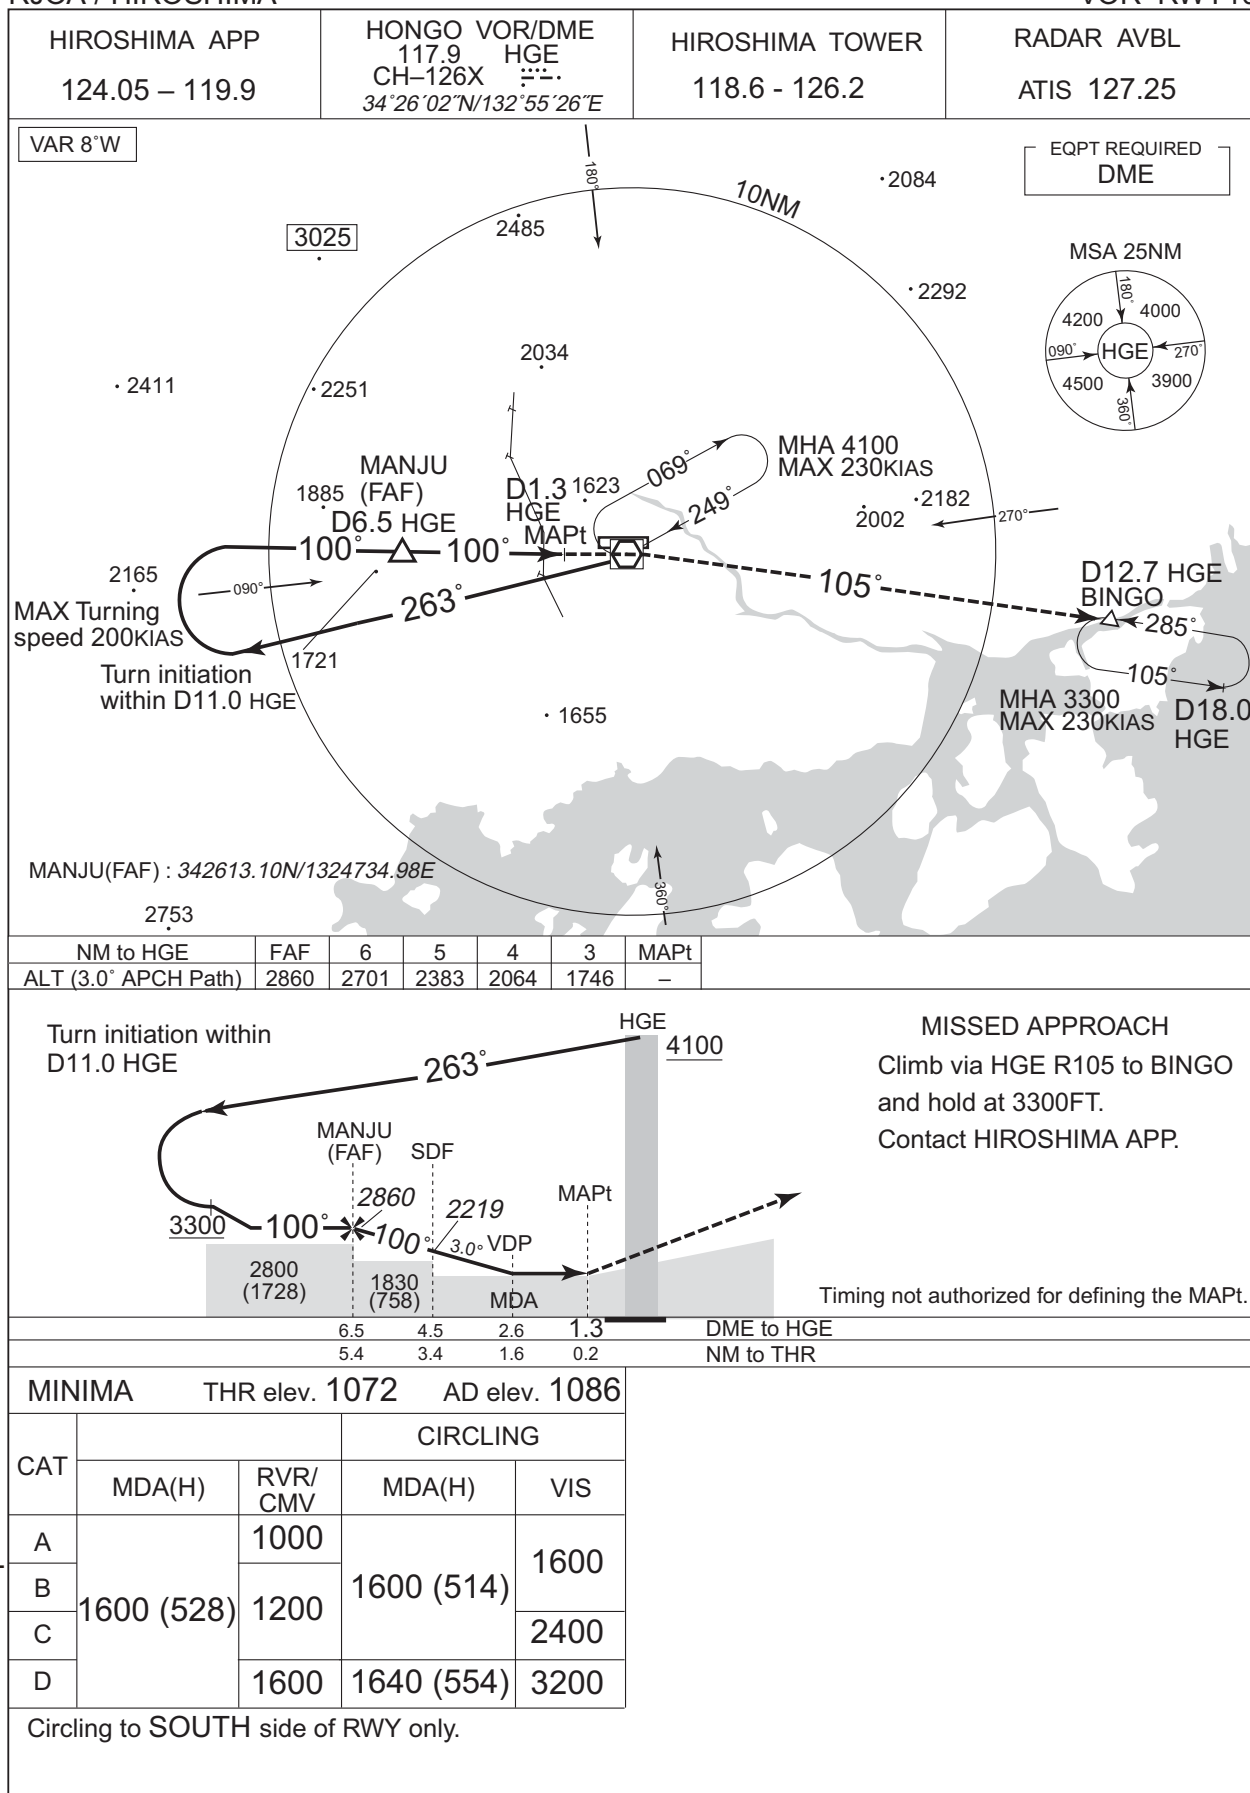 HIROSHIMA APP
124.05 – 119.9
HONGO VOR/DME
117.9 HGE
CH–126X
34°26´02˝N/132°55´26˝E
HIROSHIMA TOWER
118.6 - 126.2
RADAR AVBL
ATIS 127.25
VAR 8°W
EQPT REQUIRED
DME
180°
10NM
2084
2485
3025
MSA 25NM
180°
4200
4000
090°
HGE
270°
4500
3900
360°
2292
2034
2411
2251
MHA 4100
MAX 230KIAS
069°
249°
MANJU
(FAF)
D6.5 HGE
1885
D1.3
HGE
MAPt
1623
2182
2002
270°
100°
100°
2165
090°
263°
105°
D12.7 HGE
BINGO
285°
105°
MAX Turning
speed 200KIAS
1721
Turn initiation
within D11.0 HGE
MHA 3300
MAX 230KIAS
D18.0
HGE
1655
MANJU(FAF) : 342613.10N/1324734.98E
360°
2753
NM to HGE FAF 6 5 4 3 MAPt
ALT (3.0° APCH Path) 2860 2701 2383 2064 1746 –
Turn initiation within
D11.0 HGE
HGE
4100
263°
MISSED APPROACH
Climb via HGE R105 to BINGO
and hold at 3300FT.
Contact HIROSHIMA APP.
MANJU
(FAF)
SDF
2860
2219
MAPt
3300
100°
100°
3.0°
VDP
2800
(1728)
1830
(758)
MDA
Timing not authorized for defining the MAPt.
6.5 4.5 2.6 1.3 DME to HGE
5.4 3.4 1.6 0.2 NM to THR
MINIMA THR elev. 1072 AD elev. 1086
CAT
CIRCLING
MDA(H) RVR/
CMV MDA(H) VIS
A 1000
B 1600 (528) 1200 1600 (514) 1600
C 2400
D 1600 1640 (554) 3200
Circling to SOUTH side of RWY only.